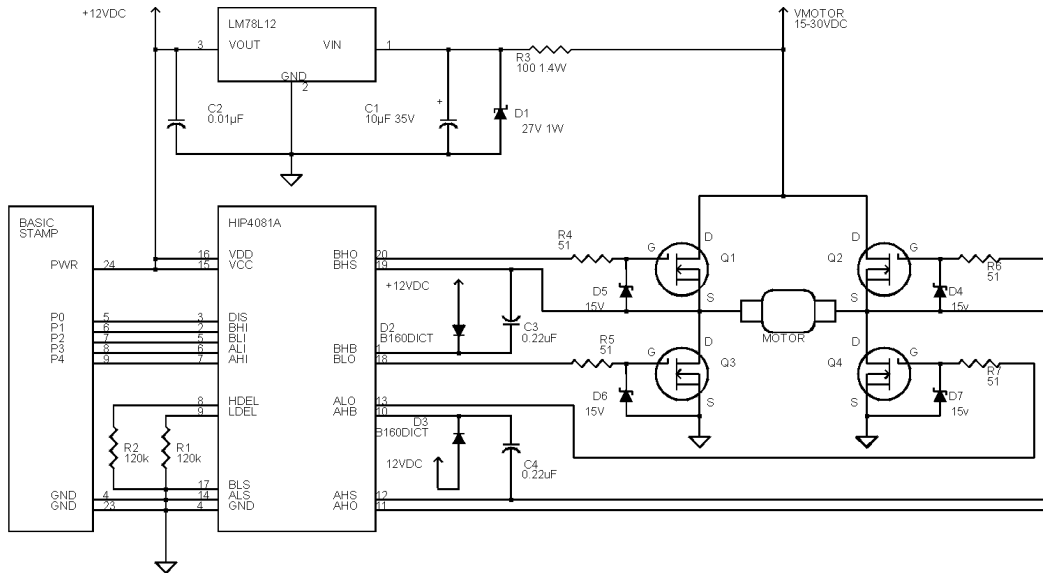 +12VDC
LM78L12
VMOTOR
15-30VDC
3 VOUT VIN 1
GND
2
R3
100 1.4W
C2
0.01µF
C1
10µF 35V
+
D1
27V 1W
BASIC
STAMP
HIP4081A
PWR 24
16 VDD BHO 20
15 VCC BHS 19
R4
51
G D Q1 S
D5
15V
Q2 D G S
R6
51
D4
15v
+12VDC
D2
B160DICT
C3
0.22uF
MOTOR
P0 5 3 DIS
P1 6 2 BHI
P2 7 5 BLI
P3 8 6 ALI
P4 9 7 AHI
BHB 1
BLO 18
R5
51
G D Q3 S
D6
15V
Q4 D G S
R7
51
D7
15v
8 HDEL ALO 13
9 LDEL AHB 10
R2
120k
R1
120k
D3
B160DICT
12VDC
C4
0.22uF
17 BLS
GND 4 14 ALS AHS 12
GND 23 4 GND AHO 11